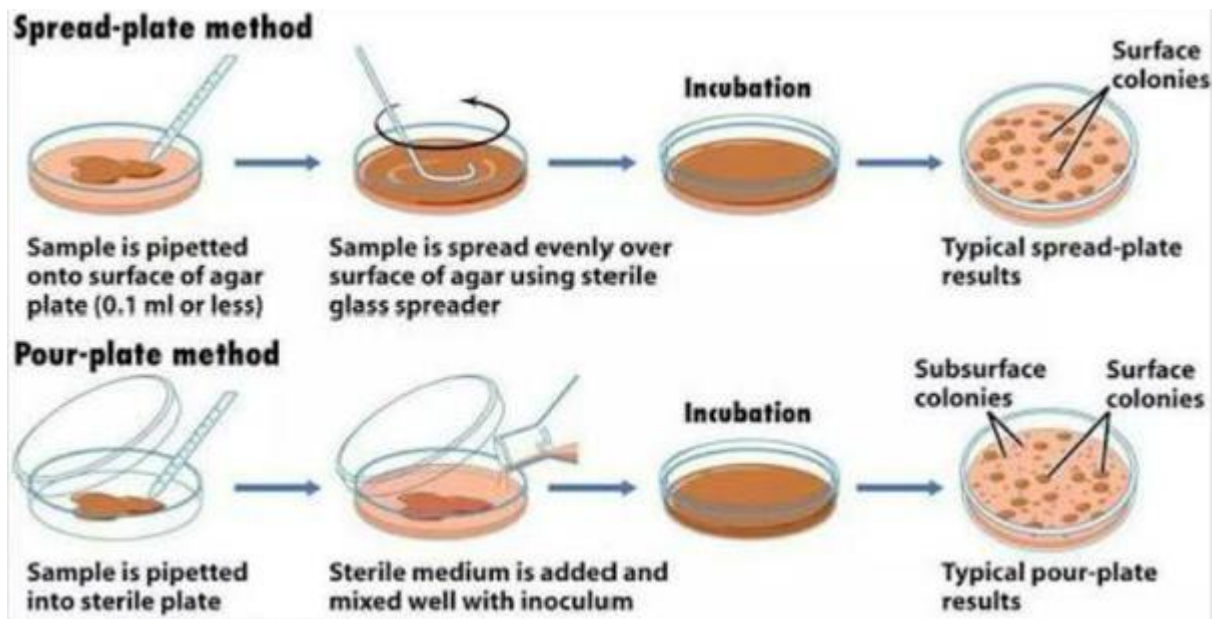 Spread-plate method
Surface
colonies
Incubation
Sample is pipetted
onto surface of agar
plate (0.1 ml or less)
Sample is spread evenly over
surface of agar using sterile
glass spreader
Typical spread-plate
results
Pour-plate method
Subsurface
colonies
Surface
colonies
Incubation
Sample is pipetted
into sterile plate
Sterile medium is added and
mixed well with inoculum
Typical pour-plate
results